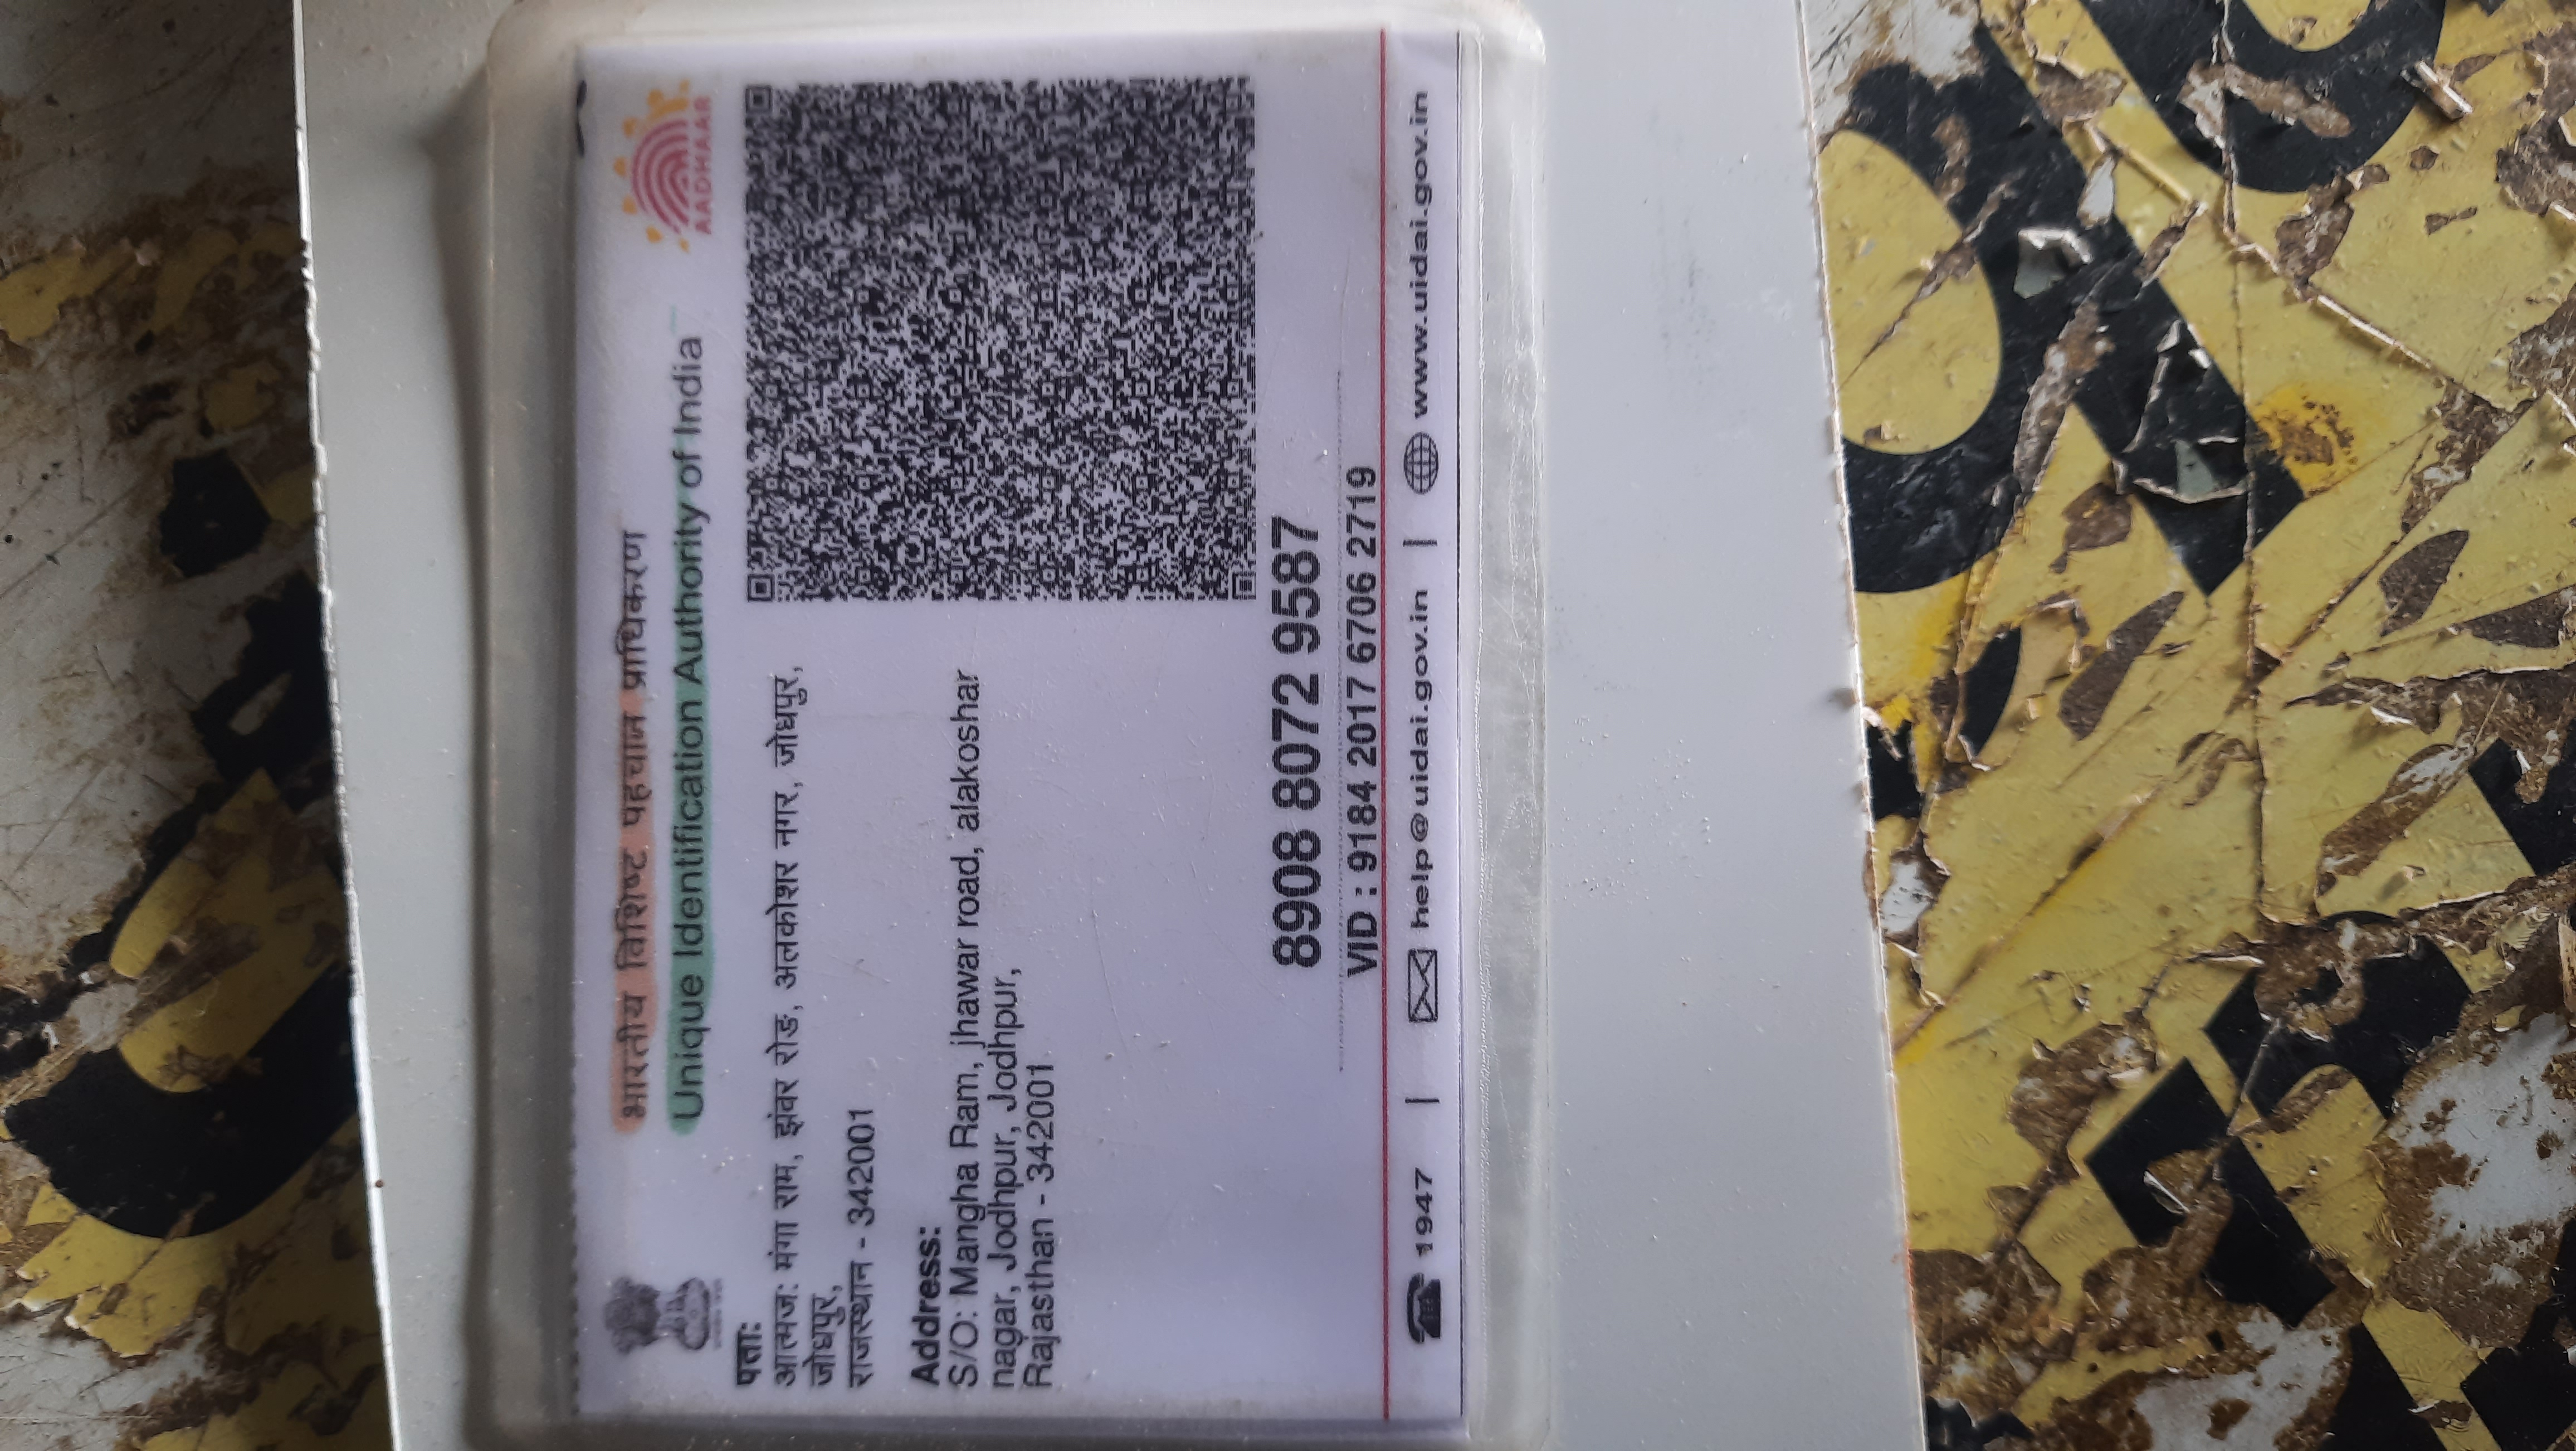 भारतीय विशिष्ट पहचान प्राधिकरण
Unique Identification Authority of India
AADHAAR
पता:
आत्मज: मंगा राम, झंवर रोड, अलकोशर नगर, जोधपुर,
जोधपुर,
राजस्थान - 342001
Address:
S/O: Mangha Ram, jhawar road, alakoshar
nagar, Jodhpur, Jodhpur,
Rajasthan - 342001
8908 8072 9587
VID : 9184 2017 6706 2719
1947 | help@uidai.gov.in | www.uidai.gov.in